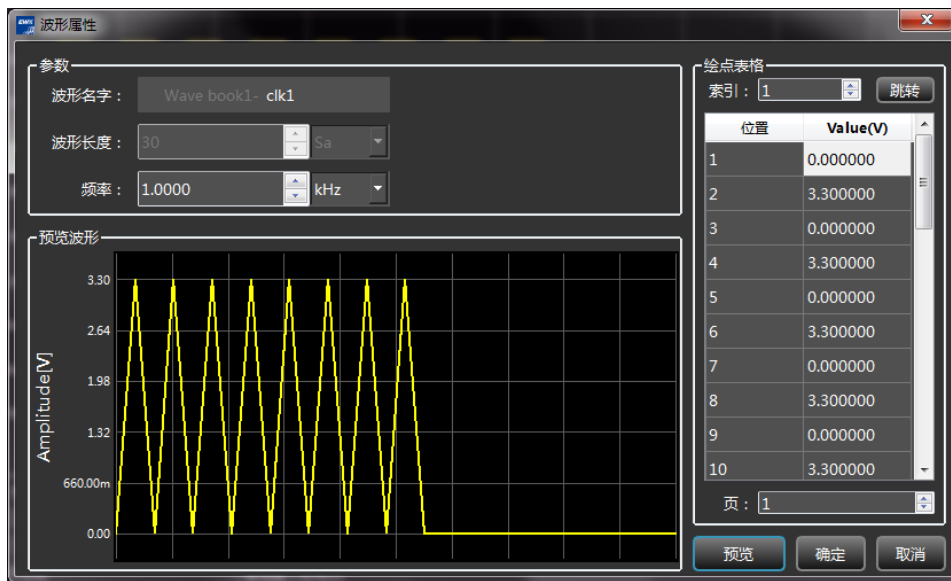 波形属性
参数
波形名字： Wave book1- clk1
波形长度： 30 Sa
频率： 1.0000 kHz
预览波形
Amplitude[V]
3.30
2.64
1.98
1.32
660.00m
0.00
绘点表格
索引： 1 跳转
位置 Value(V)
1 0.000000
2 3.300000
3 0.000000
4 3.300000
5 0.000000
6 3.300000
7 0.000000
8 3.300000
9 0.000000
10 3.300000
页： 1
预览 确定 取消